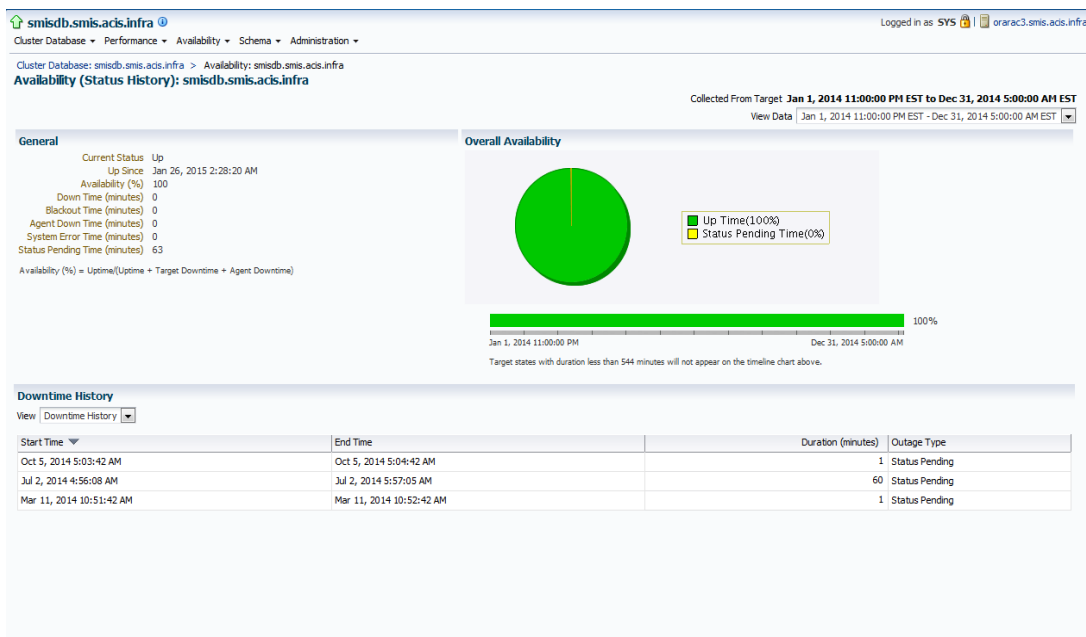 smisdb.smis.acis.infra
Logged in as SYS | orarac3.smis.acis.infra
Cluster Database Performance Availability Schema Administration
Cluster Database: smisdb.smis.acis.infra > Availability: smisdb.smis.acis.infra
Availability (Status History): smisdb.smis.acis.infra
Collected From Target Jan 1, 2014 11:00:00 PM EST to Dec 31, 2014 5:00:00 AM EST
View Data Jan 1, 2014 11:00:00 PM EST - Dec 31, 2014 5:00:00 AM EST
General
Current Status Up
Up Since Jan 26, 2015 2:28:20 AM
Availability (%) 100
Down Time (minutes) 0
Blackout Time (minutes) 0
Agent Down Time (minutes) 0
System Error Time (minutes) 0
Status Pending Time (minutes) 63
Availability (%) = Uptime/(Uptime + Target Downtime + Agent Downtime)
Overall Availability
Up Time(100%)
Status Pending Time(0%)
100%
Jan 1, 2014 11:00:00 PM Dec 31, 2014 5:00:00 AM
Target states with duration less than 544 minutes will not appear on the timeline chart above.
Downtime History
View Downtime History
Start Time End Time Duration (minutes) Outage Type
Oct 5, 2014 5:03:42 AM Oct 5, 2014 5:04:42 AM 1 Status Pending
Jul 2, 2014 4:56:08 AM Jul 2, 2014 5:57:05 AM 60 Status Pending
Mar 11, 2014 10:51:42 AM Mar 11, 2014 10:52:42 AM 1 Status Pending